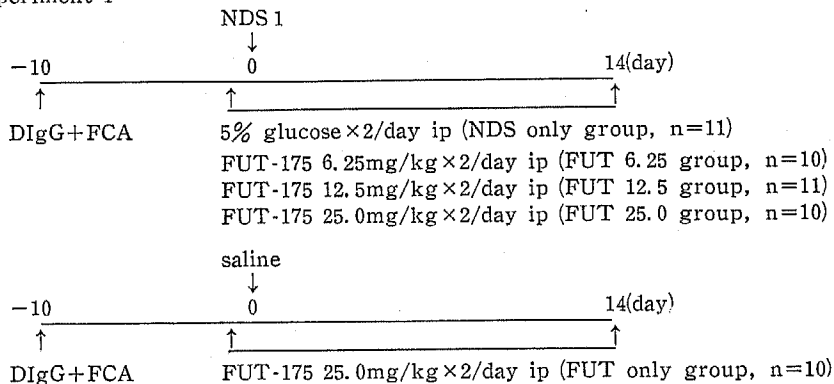 NDS 1
↓
−10 0 14(day)
↑ ↑ ↑
DIgG+FCA 5% glucose×2/day ip (NDS only group, n=11)
FUT-175 6.25mg/kg×2/day ip (FUT 6.25 group, n=10)
FUT-175 12.5mg/kg×2/day ip (FUT 12.5 group, n=11)
FUT-175 25.0mg/kg×2/day ip (FUT 25.0 group, n=10)
saline
↓
−10 0 14(day)
↑ ↑ ↑
DIgG+FCA FUT-175 25.0mg/kg×2/day ip (FUT only group, n=10)